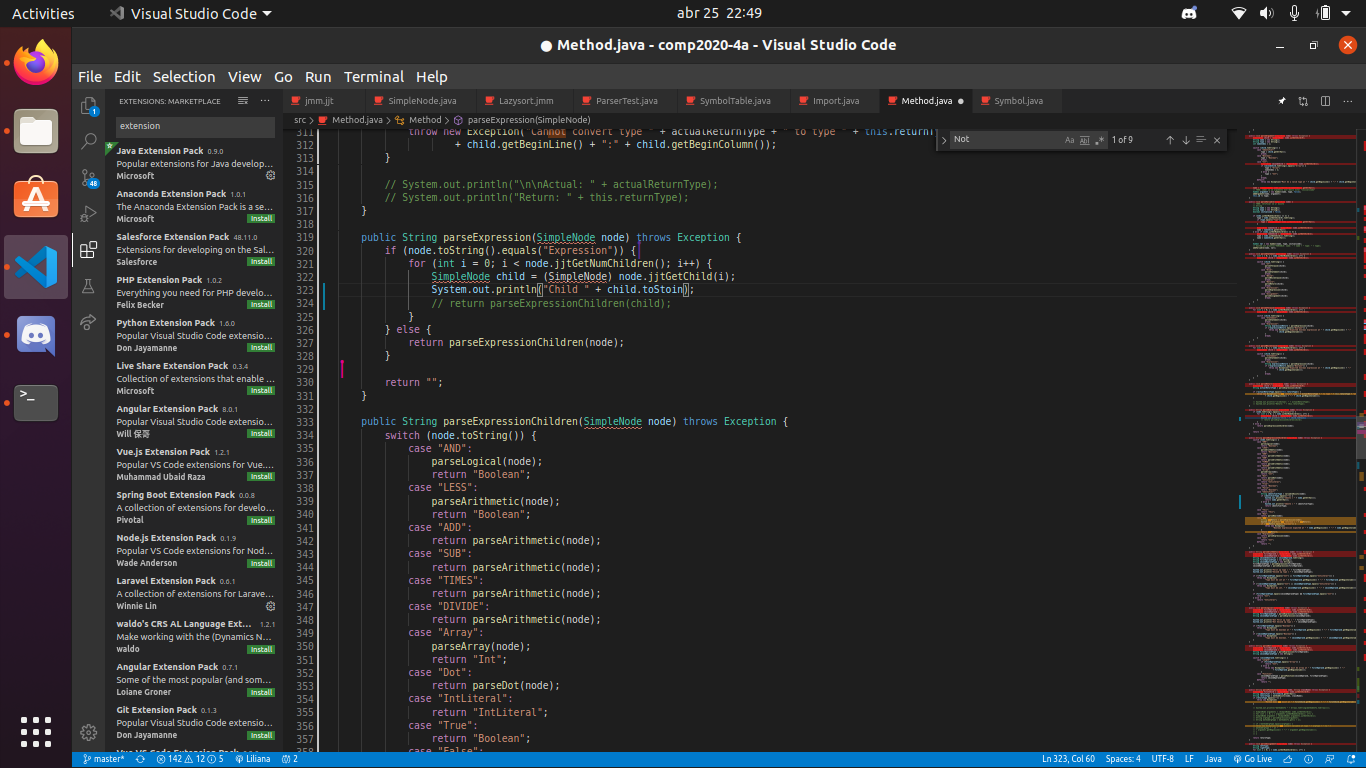 Activities
Visual Studio Code
abr 25 22:49
● Method.java - comp2020-4a - Visual Studio Code
File Edit Selection View Go Run Terminal Help
EXTENSIONS: MARKETPLACE
extension
Java Extension Pack 0.9.0
Popular extensions for Java develop...
Microsoft
Anaconda Extension Pack 1.0.1
The Anaconda Extension Pack is a se...
Microsoft Install
Salesforce Extension Pack 48.11.0
Extensions for developing on the Sal...
Salesforce Install
PHP Extension Pack 1.0.2
Everything you need for PHP develo...
Felix Becker Install
Python Extension Pack 1.6.0
Popular Visual Studio Code extensio...
Don Jayamanne Install
Live Share Extension Pack 0.3.4
Collection of extensions that enable ...
Microsoft Install
Angular Extension Pack 8.0.1
Popular Visual Studio Code extensio...
Will 保哥 Install
Vue.js Extension Pack 1.2.1
Popular VS Code extensions for Vue....
Muhammad Ubaid Raza Install
Spring Boot Extension Pack 0.0.8
A collection of extensions for develo...
Pivotal Install
Node.js Extension Pack 0.1.9
Popular VS Code extensions for Nod...
Wade Anderson Install
Laravel Extension Pack 0.6.1
A collection of extensions for Larave...
Winnie Lin
waldo's CRS AL Language Ext... 1.2.1
Make working with the (Dynamics N...
waldo Install
Angular Extension Pack 0.7.1
Some of the most popular (and som...
Loiane Groner Install
Git Extension Pack 0.1.3
Popular Visual Studio Code extensio...
Don Jayamanne Install
jmm.jjt SimpleNode.java Lazysort.jmm ParserTest.java SymbolTable.java Import.java Method.java ● Symbol.java
src > Method.java > Method > parseExpression(SimpleNode)
Not
Aa
1 of 9
311 throw new Exception("Cannot convert type " + actualReturnType + " to type " + this.returnT
312 + child.getBeginLine() + ":" + child.getBeginColumn());
313 }
314
315 // System.out.println("\n\nActual: " + actualReturnType);
316 // System.out.println("Return: " + this.returnType);
317 }
318
319 public String parseExpression(SimpleNode node) throws Exception {
320 if (node.toString().equals("Expression")) {
321 for (int i = 0; i < node.jjtGetNumChildren(); i++) {
322 SimpleNode child = (SimpleNode) node.jjtGetChild(i);
323 System.out.println("Child " + child.toStoin);
324 // return parseExpressionChildren(child);
325 }
326 } else {
327 return parseExpressionChildren(node);
328 }
329
330 return "";
331 }
332
333 public String parseExpressionChildren(SimpleNode node) throws Exception {
334 switch (node.toString()) {
335 case "AND":
336 parseLogical(node);
337 return "Boolean";
338 case "LESS":
339 parseArithmetic(node);
340 return "Boolean";
341 case "ADD":
342 return parseArithmetic(node);
343 case "SUB":
344 return parseArithmetic(node);
345 case "TIMES":
346 return parseArithmetic(node);
347 case "DIVIDE":
348 return parseArithmetic(node);
349 case "Array":
350 parseArray(node);
351 return "Int";
352 case "Dot":
353 return parseDot(node);
354 case "IntLiteral":
355 return "IntLiteral";
356 case "True":
357 return "Boolean";
358 case "False":
1
48
master* 142 12 5 Liliana 2
Ln 323, Col 60 Spaces: 4 UTF-8 LF Java Go Live